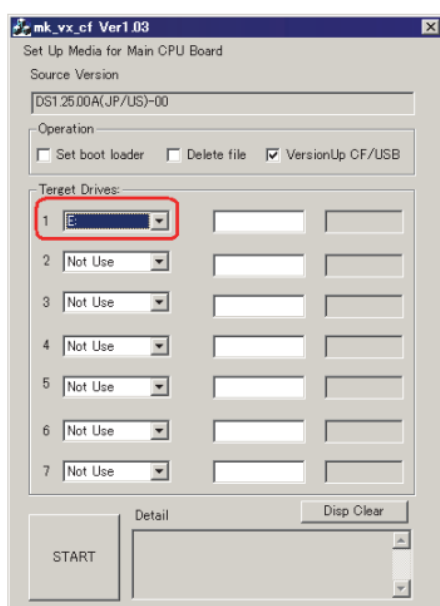 mk_vx_cf Ver1.03
Set Up Media for Main CPU Board
Source Version
DS1.25.00A(JP/US)-00
Operation
Set boot loader Delete file VersionUp CF/USB
Terget Drives:
1 E:
2 Not Use
3 Not Use
4 Not Use
5 Not Use
6 Not Use
7 Not Use
Detail Disp Clear
START